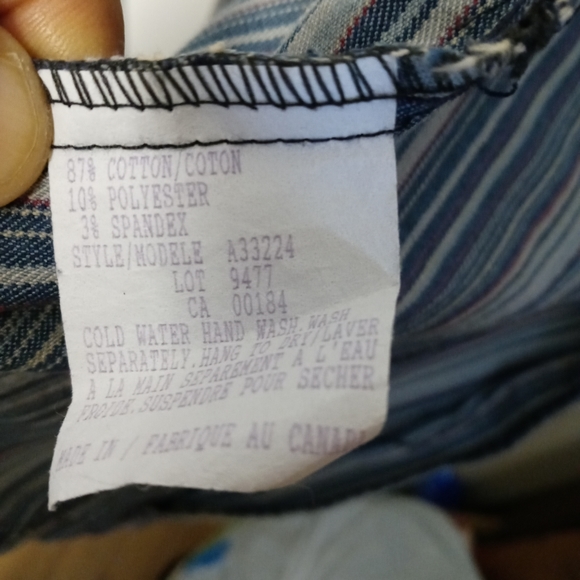 87% COTTON/COTON
10% POLYESTER
3% SPANDEX
STYLE/MODELE A33224
LOT 9477
CA 00184
COLD WATER HAND WASH.WASH
SEPARATELY.HANG TO DRY/LAVER
A LA MAIN SEPAREMENT A L'EAU
FROIDE.SUSPENDRE POUR SECHER
MADE IN / FABRIQUE AU CANADA